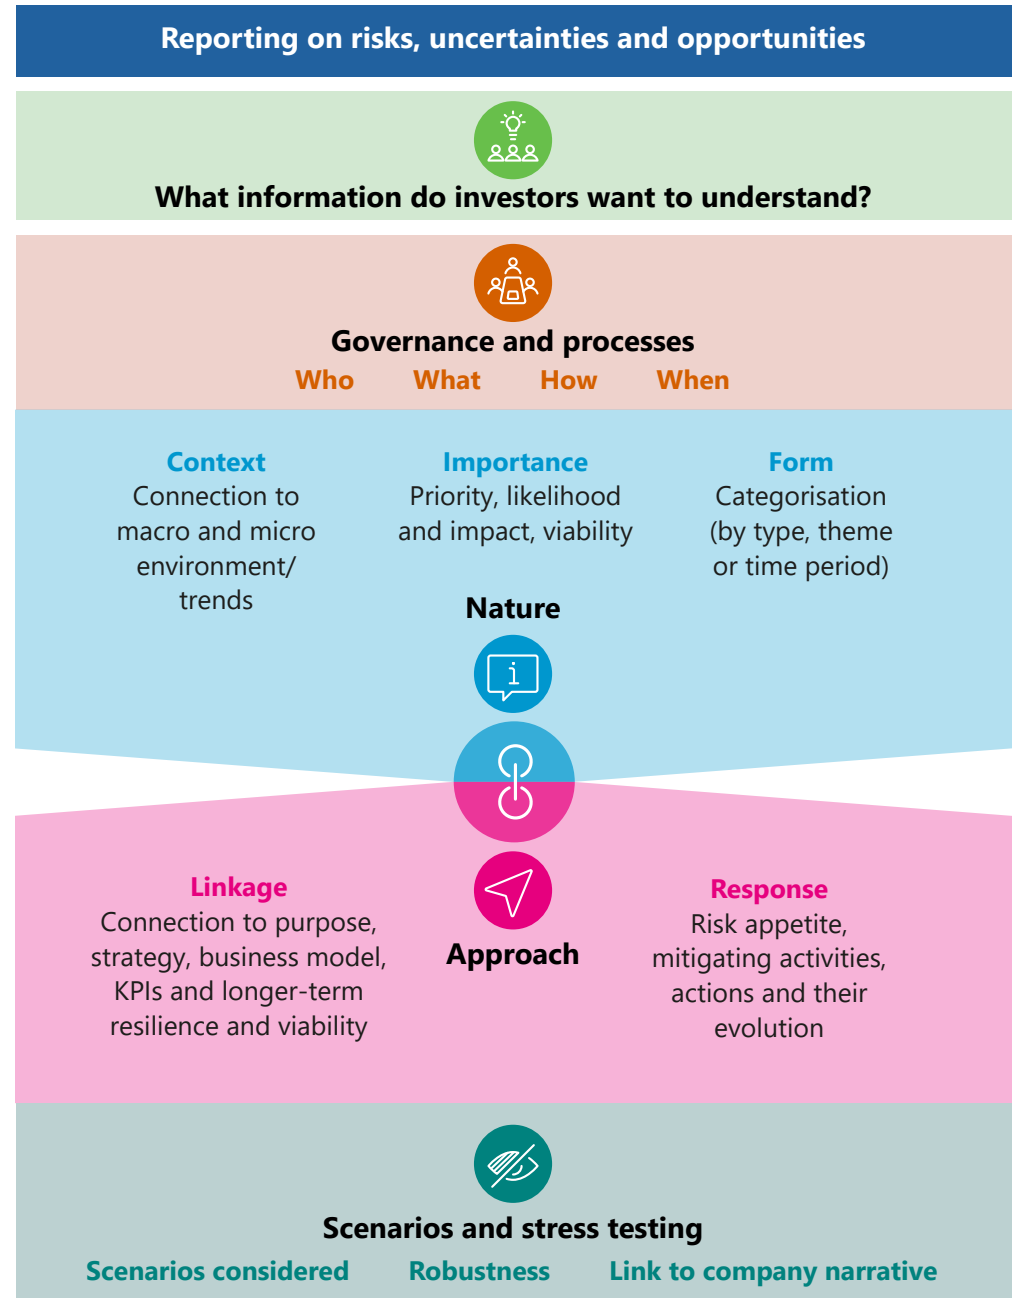 Reporting on risks, uncertainties and opportunities
What information do investors want to understand?
Governance and processes
Who What How When
Context
Connection to
macro and micro
environment/
trends
Importance
Priority, likelihood
and impact, viability
Form
Categorisation
(by type, theme
or time period)
Nature
i
Linkage
Connection to purpose,
strategy, business model,
KPIs and longer-term
resilience and viability
Approach
Response
Risk appetite,
mitigating activities,
actions and their
evolution
Scenarios and stress testing
Scenarios considered Robustness Link to company narrative